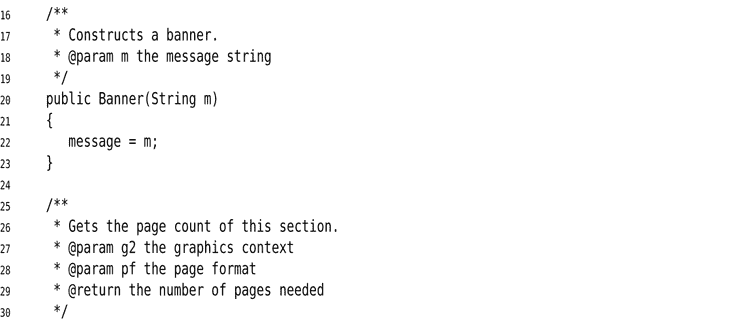 16    /**
17     * Constructs a banner.
18     * @param m the message string
19     */
20    public Banner(String m)
21    {
22       message = m;
23    }
24
25    /**
26     * Gets the page count of this section.
27     * @param g2 the graphics context
28     * @param pf the page format
29     * @return the number of pages needed
30     */